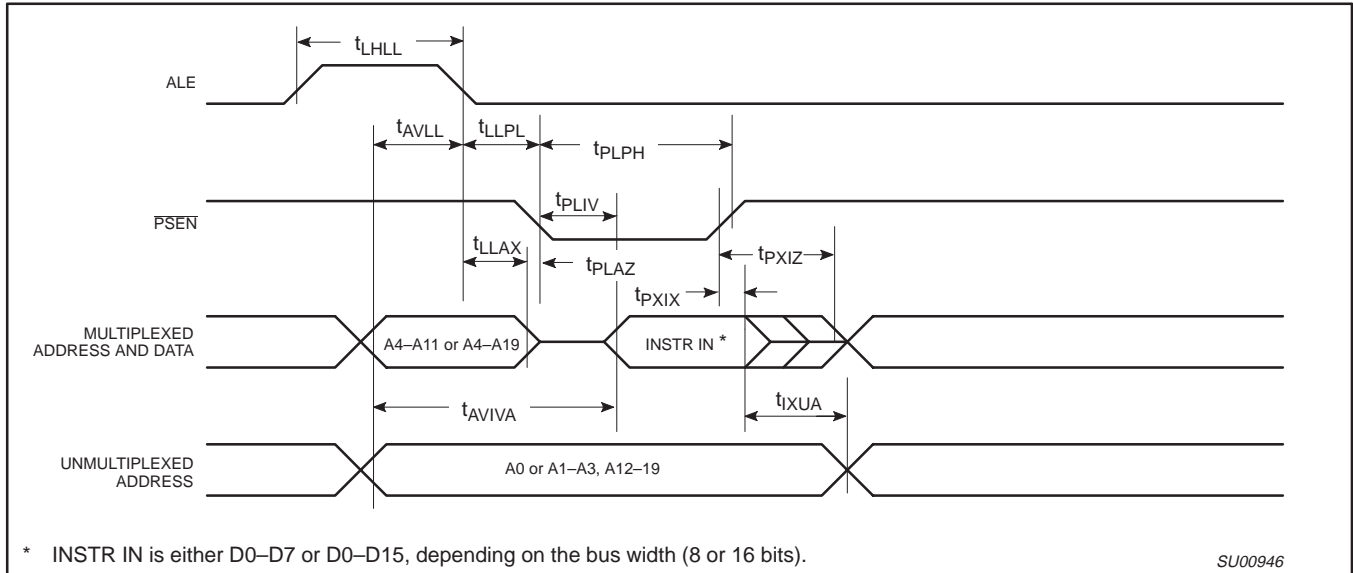 tLHLL
ALE
tAVLL
tLLPL
tPLPH
PSEN
tPLIV
tLLAX
tPLAZ
tPXIZ
tPXIX
MULTIPLEXED
ADDRESS AND DATA
A4–A11 or A4–A19
INSTR IN *
tAVIVA
tIXUA
UNMULTIPLEXED
ADDRESS
A0 or A1–A3, A12–19
* INSTR IN is either D0–D7 or D0–D15, depending on the bus width (8 or 16 bits).
SU00946